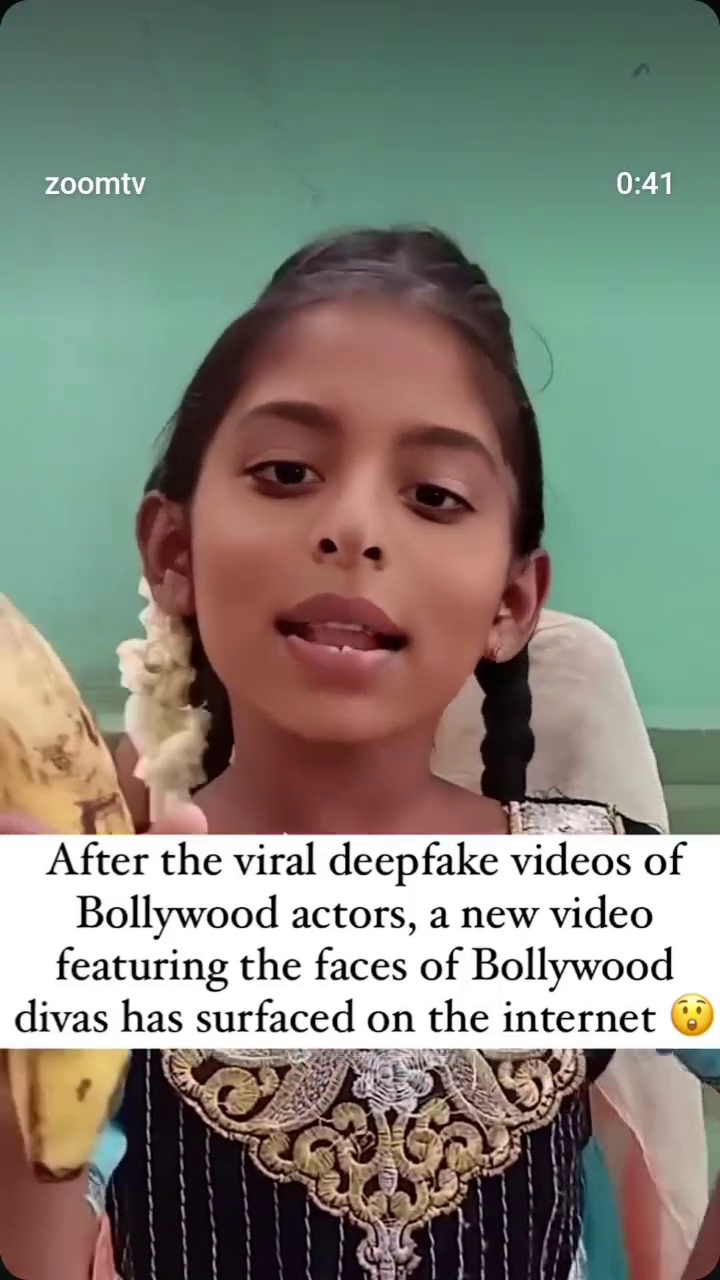 zoomtv
0:41
After the viral deepfake videos of
Bollywood actors, a new video
featuring the faces of Bollywood
divas has surfaced on the internet 😲